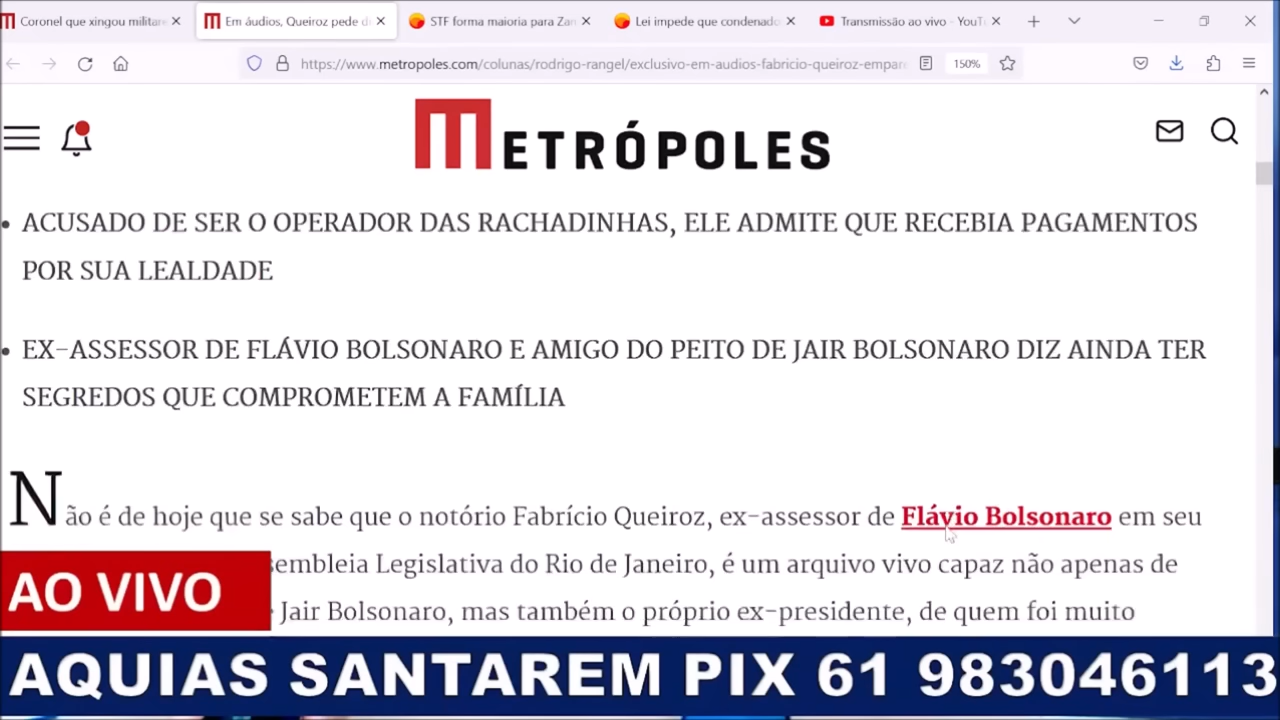 Coronel que xingou militare
Em áudios, Queiroz pede d
STF forma maioria para Zan
Lei impede que condenado
Transmissão ao vivo - YouTu
https://www.metropoles.com/colunas/rodrigo-rangel/exclusivo-em-audios-fabricio-queiroz-empare
150%
METRÓPOLES
• ACUSADO DE SER O OPERADOR DAS RACHADINHAS, ELE ADMITE QUE RECEBIA PAGAMENTOS
POR SUA LEALDADE
• EX-ASSESSOR DE FLÁVIO BOLSONARO E AMIGO DO PEITO DE JAIR BOLSONARO DIZ AINDA TER
SEGREDOS QUE COMPROMETEM A FAMÍLIA
Não é de hoje que se sabe que o notório Fabrício Queiroz, ex-assessor de Flávio Bolsonaro em seu
sembleia Legislativa do Rio de Janeiro, é um arquivo vivo capaz não apenas de
Jair Bolsonaro, mas também o próprio ex-presidente, de quem foi muito
AO VIVO
AQUIAS SANTAREM PIX 61 983046113